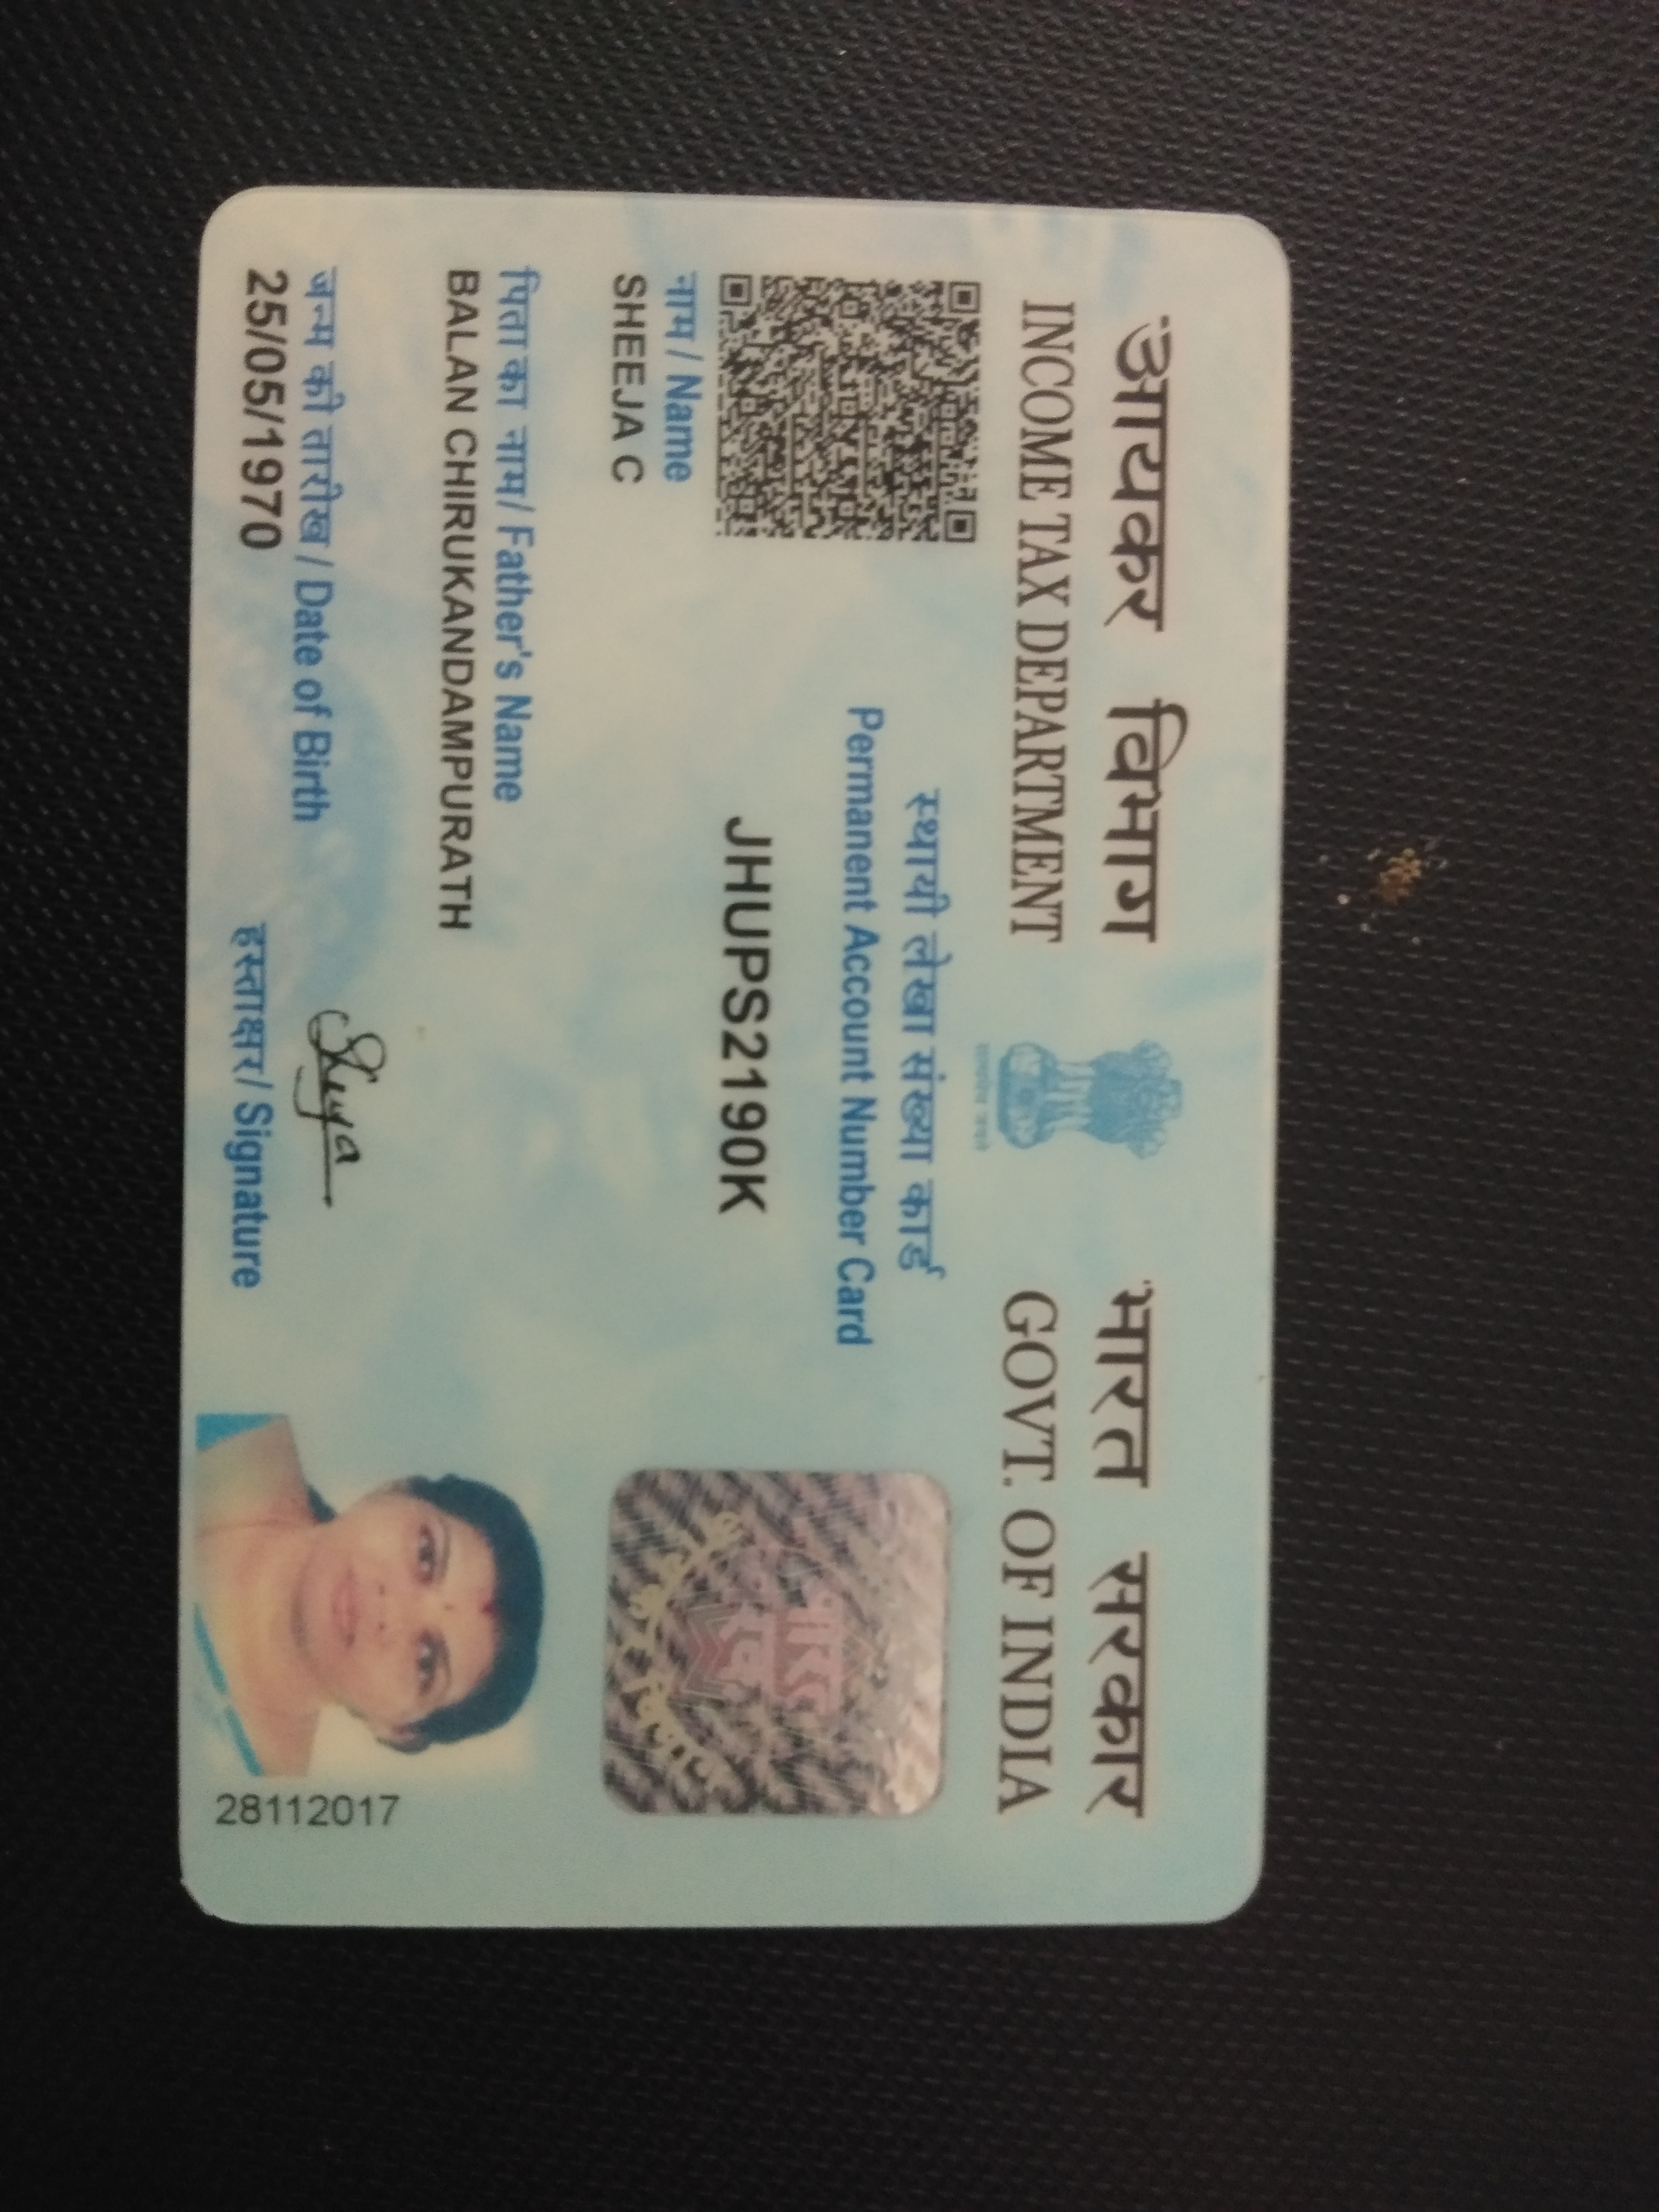 आयकर विभाग
INCOME TAX DEPARTMENT
भारत सरकार
GOVT. OF INDIA
स्थायी लेखा संख्या कार्ड
Permanent Account Number Card
JHUPS2190K
नाम / Name
SHEEJA C
पिता का नाम/ Father's Name
BALAN CHIRUKANDAMPURATH
जन्म की तारीख / Date of Birth
25/05/1970
हस्ताक्षर/ Signature
28112017